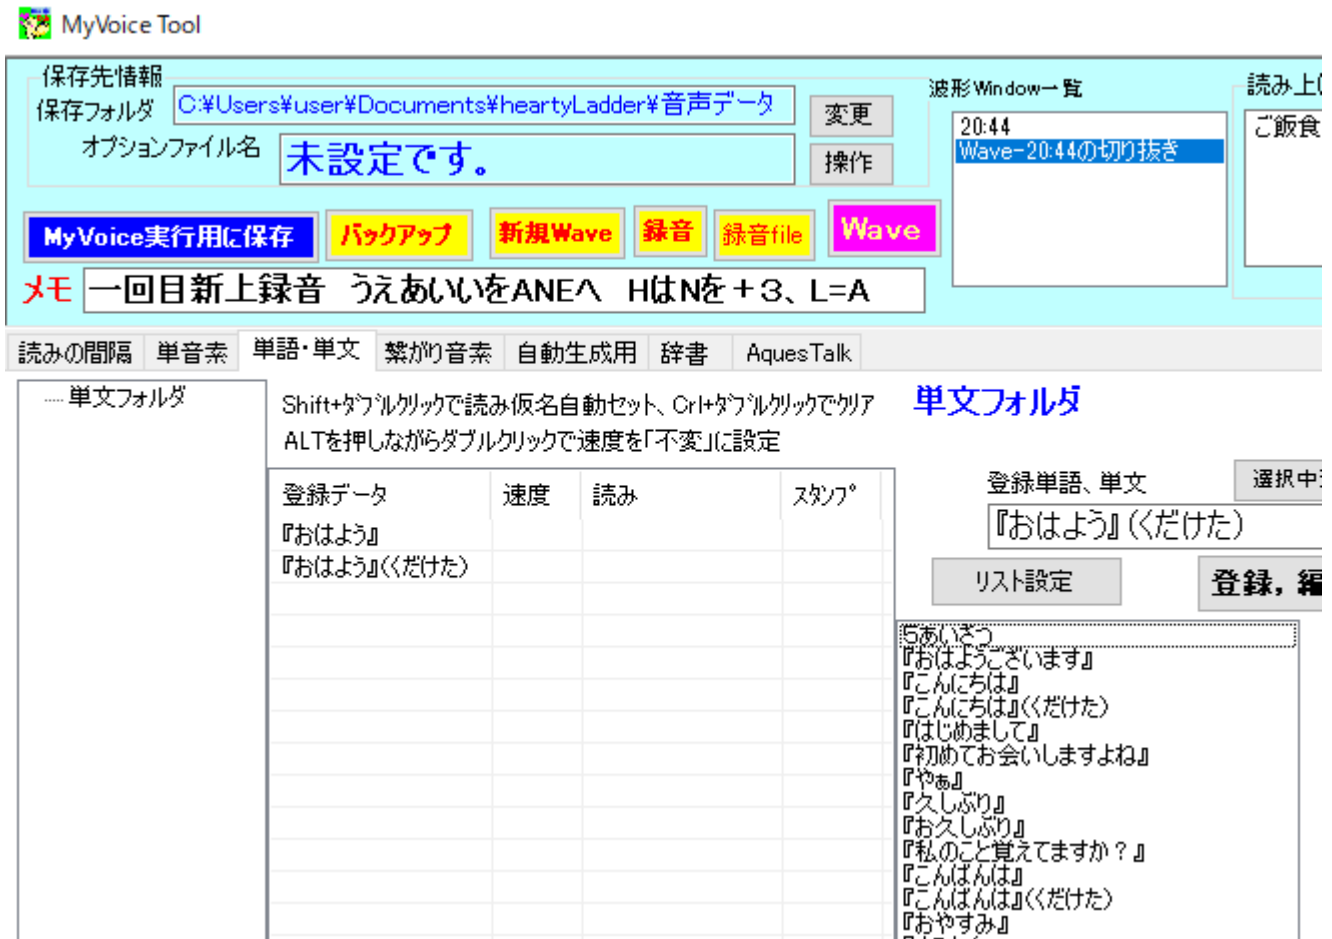 MyVoice Tool
保存先情報
保存フォルダ C:¥Users¥user¥Documents¥heartyLadder¥音声データ 変更
オプションファイル名 未設定です。 操作
波形Window一覧
20:44
Wave-20:44の切り抜き
読み上
ご飯食
MyVoice実行用に保存 バックアップ 新規Wave 録音 録音file Wave
メモ 一回目新上録音 うえあいいをANEへ HはNを＋３、L=A
読みの間隔 単音素 単語・単文 繋がり音素 自動生成用 辞書 AquesTalk
単文フォルダ
Shift+ダブルクリックで読み仮名自動セット、Crl+ダブルクリックでクリア
ALTを押しながらダブルクリックで速度を「不変」に設定
登録データ 速度 読み スタンプ
『おはよう』
『おはよう』(くだけた)
単文フォルダ
登録単語、単文 選択中
『おはよう』(くだけた)
リスト設定 登録，編
5あいさつ
『おはようございます』
『こんにちは』
『こんにちは』(くだけた)
『はじめまして』
『初めてお会いしますよね』
『やぁ』
『久しぶり』
『お久しぶり』
『私のこと覚えてますか？』
『こんばんは』
『こんばんは』(くだけた)
『おやすみ』